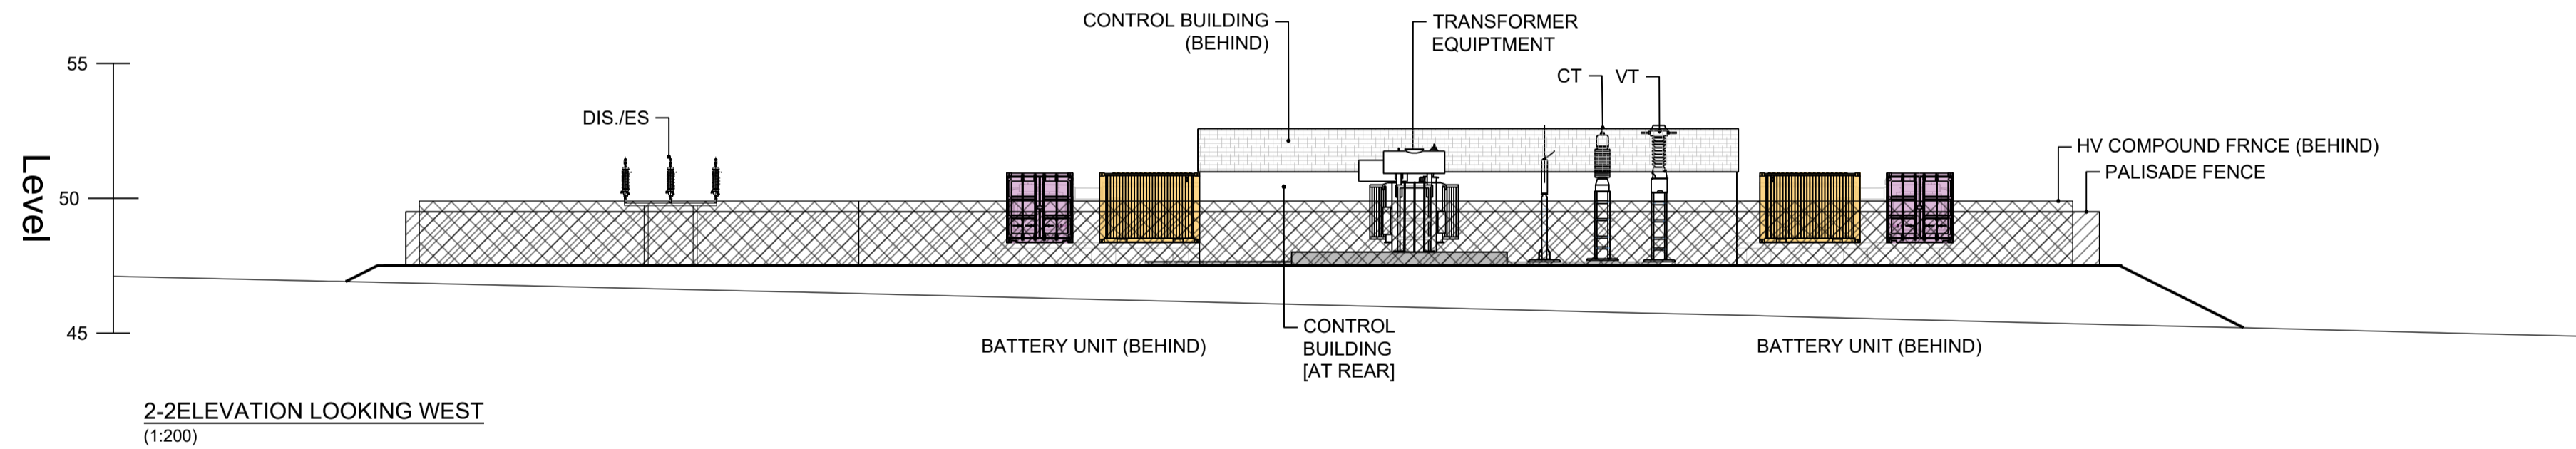 CONTROL BUILDING
(BEHIND)
TRANSFORMER
EQUIPTMENT
55
CT
VT
DIS./ES
HV COMPOUND FRNCE (BEHIND)
PALISADE FENCE
Level
50
45
BATTERY UNIT (BEHIND)
CONTROL
BUILDING
[AT REAR]
BATTERY UNIT (BEHIND)
2-2ELEVATION LOOKING WEST
(1:200)